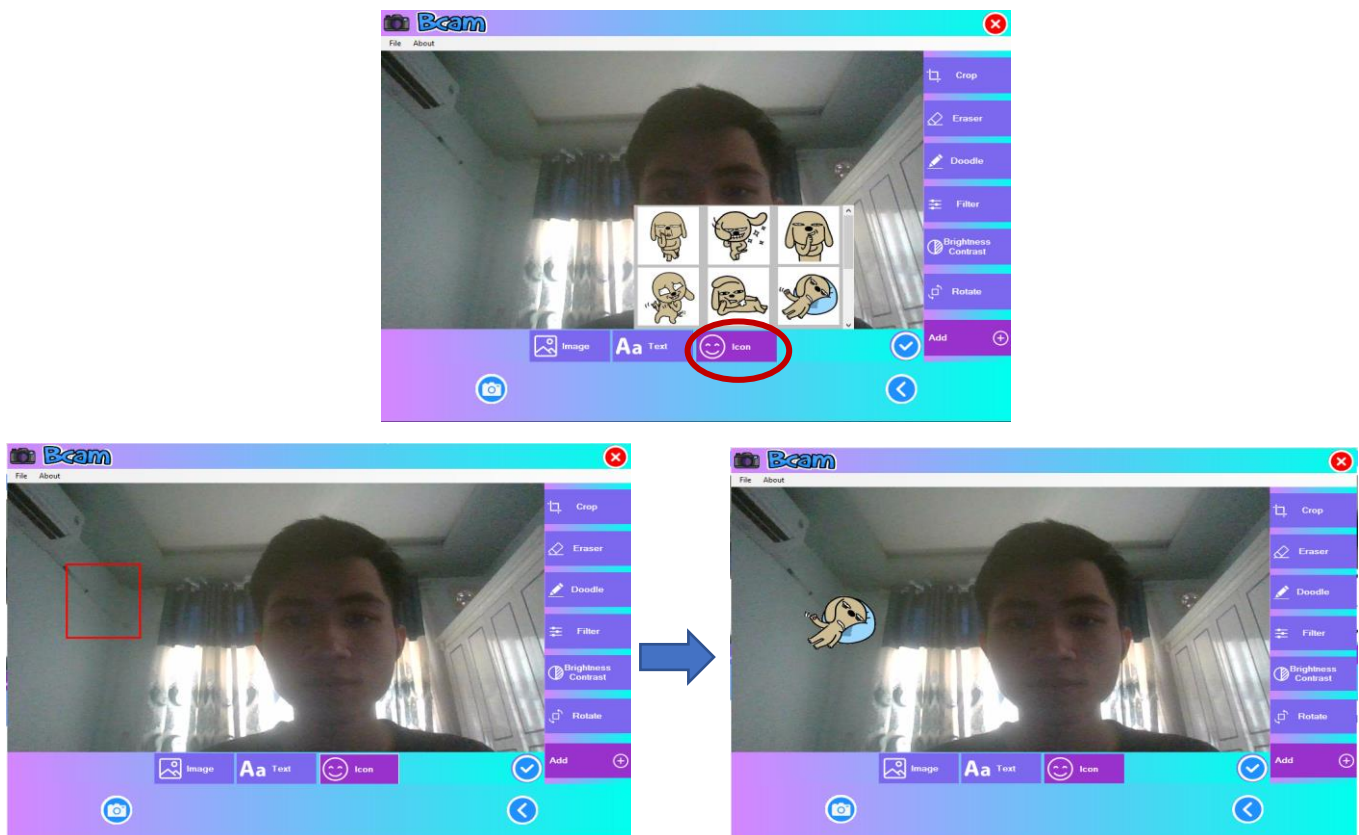 Bcam
File About
Crop
Eraser
Doodle
Filter
Brightness
Contrast
Rotate
Add
Image
Aa Text
Icon
Bcam
File About
Crop
Eraser
Doodle
Filter
Brightness
Contrast
Rotate
Add
Image
Aa Text
Icon
Bcam
File About
Crop
Eraser
Doodle
Filter
Brightness
Contrast
Rotate
Add
Image
Aa Text
Icon